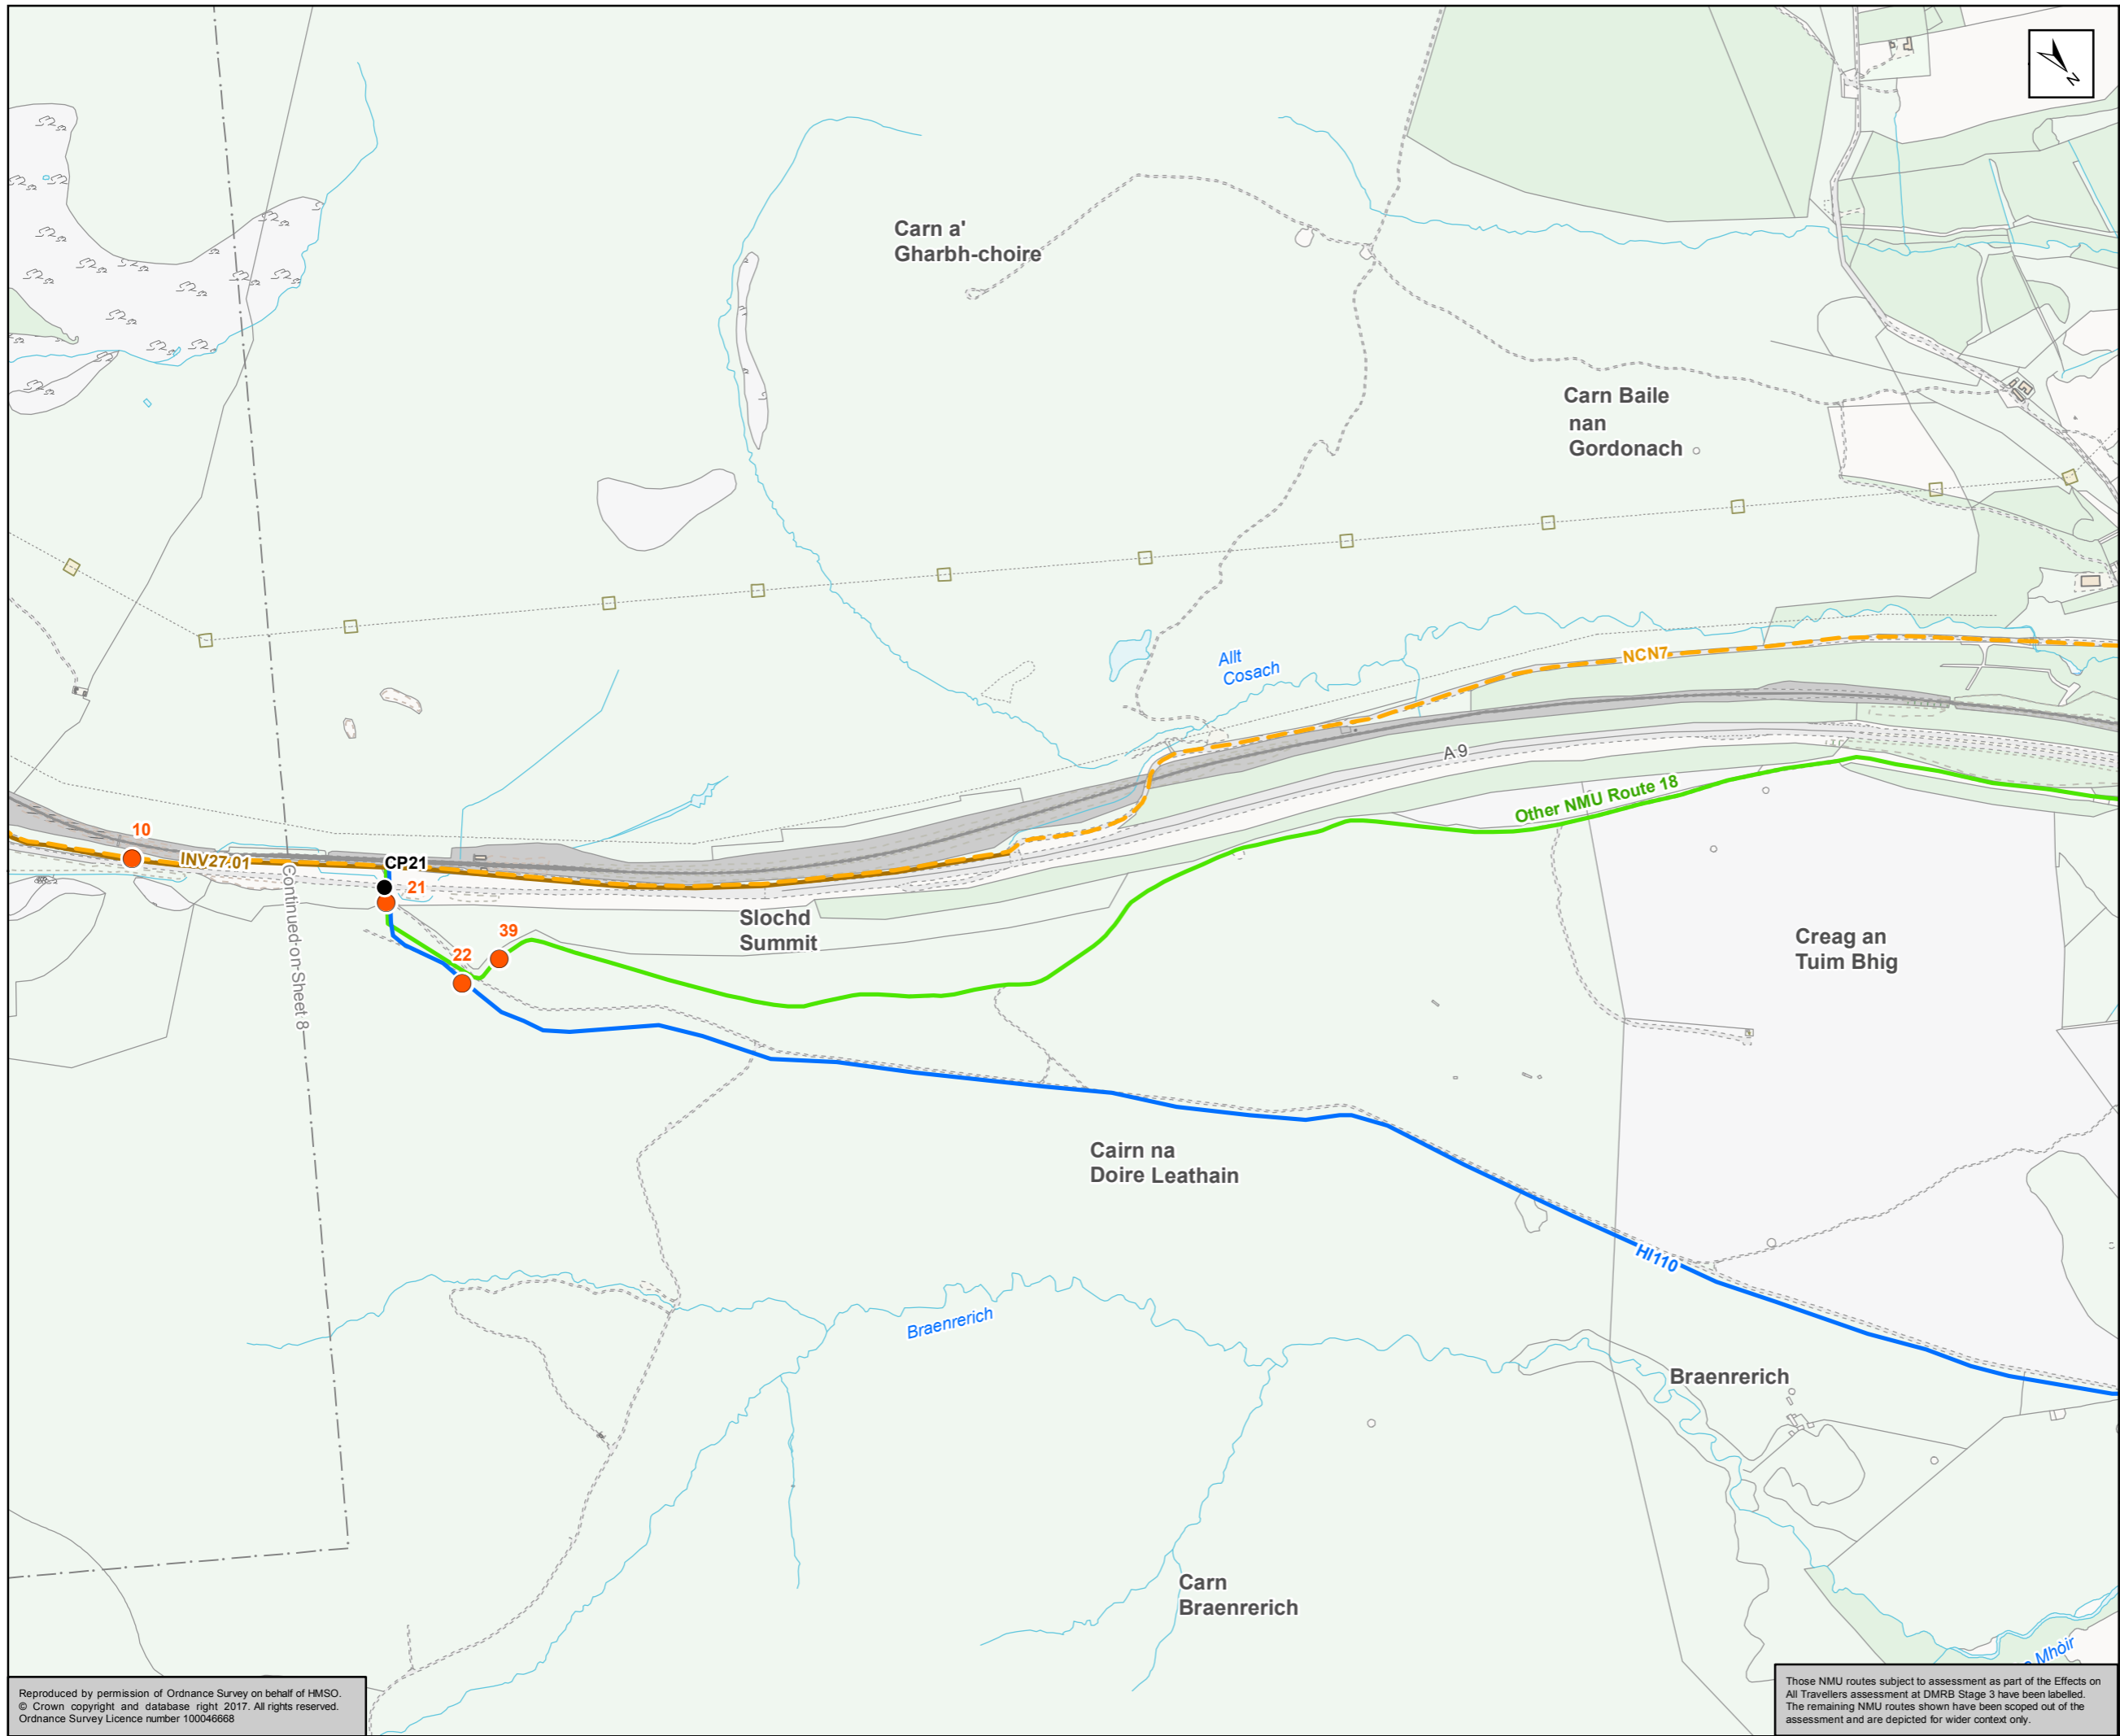 N
Carn a'
Gharbh-choire
Carn Baile
nan
Gordonach
Allt
Cosach
NCN7
A 9
Other NMU Route 18
10
INV27-01
CP21
21
Continued-on-Sheet 8
39
22
Slochd
Summit
Creag an
Tuim Bhig
Cairn na
Doire Leathain
HI110
Braenrerich
Braenrerich
Carn
Braenrerich
Mhòir
Reproduced by permission of Ordnance Survey on behalf of HMSO.
© Crown copyright and database right 2017. All rights reserved.
Ordnance Survey Licence number 100046668
Those NMU routes subject to assessment as part of the Effects on
All Travellers assessment at DMRB Stage 3 have been labelled.
The remaining NMU routes shown have been scoped out of the
assessment and are depicted for wider context only.